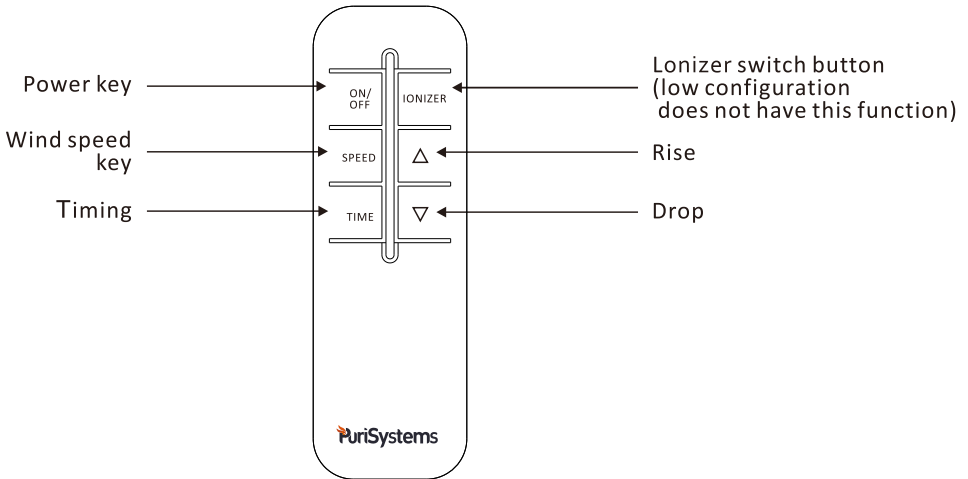 Power key
Wind speed
key
Timing
ON/
OFF
IONIZER
SPEED
△
TIME
▽
Lonizer switch button
(low configuration
does not have this function)
Rise
Drop
PuriSystems